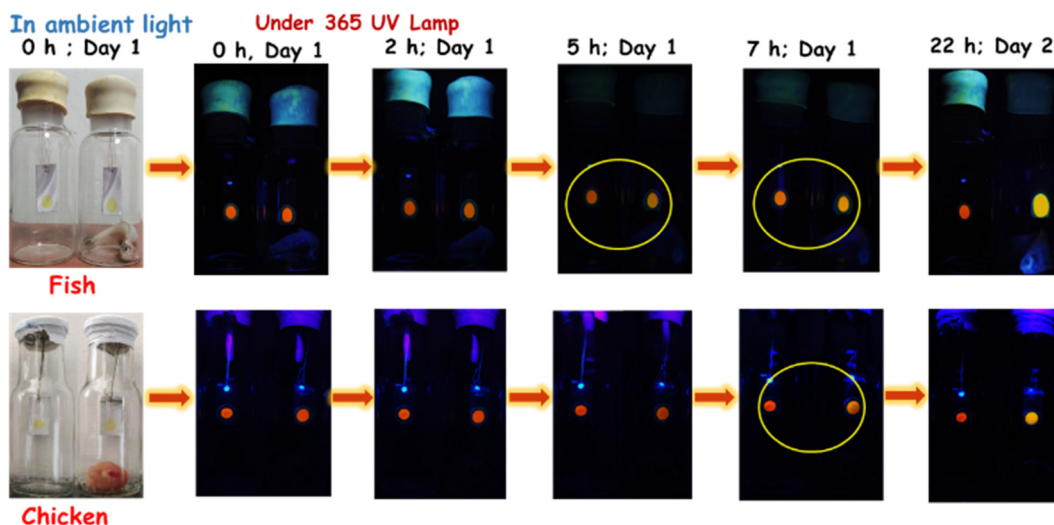 In ambient light
Under 365 UV Lamp
0 h ; Day 1
0 h, Day 1
2 h; Day 1
5 h; Day 1
7 h; Day 1
22 h; Day 2
Fish
Chicken